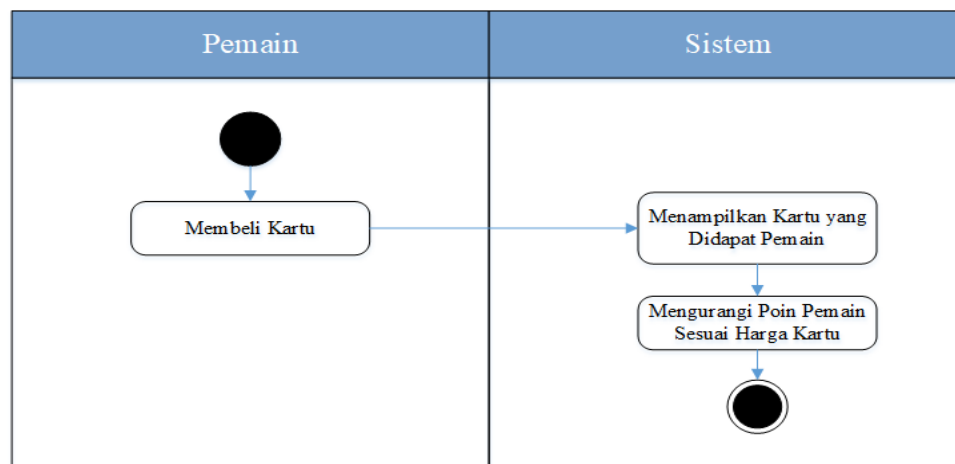 Pemain
Sistem
Membeli Kartu
Menampilkan Kartu yang
Didapat Pemain
Mengurangi Poin Pemain
Sesuai Harga Kartu